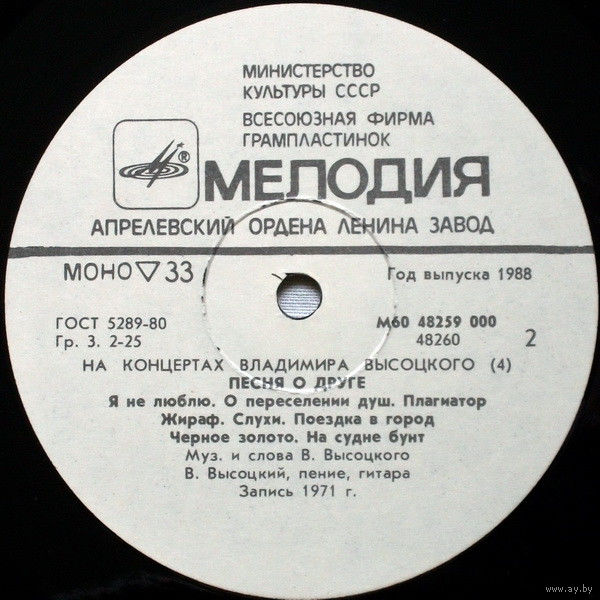 МИНИСТЕРСТВО
КУЛЬТУРЫ СССР
ВСЕСОЮЗНАЯ ФИРМА
ГРАМПЛАСТИНОК
®
МЕЛОДИЯ
АПРЕЛЕВСКИЙ ОРДЕНА ЛЕНИНА ЗАВОД
МОНО ▽ 33 Год выпуска 1988
ГОСТ 5289-80 М60 48259 000
Гр. 3. 2-25 48260 2
НА КОНЦЕРТАХ ВЛАДИМИРА ВЫСОЦКОГО (4)
ПЕСНЯ О ДРУГЕ
Я не люблю. О переселении душ. Плагиатор
Жираф. Слухи. Поездка в город
Черное золото. На судне бунт
Муз. и слова В. Высоцкого
В. Высоцкий, пение, гитара
Запись 1971 г.
www.ay.by